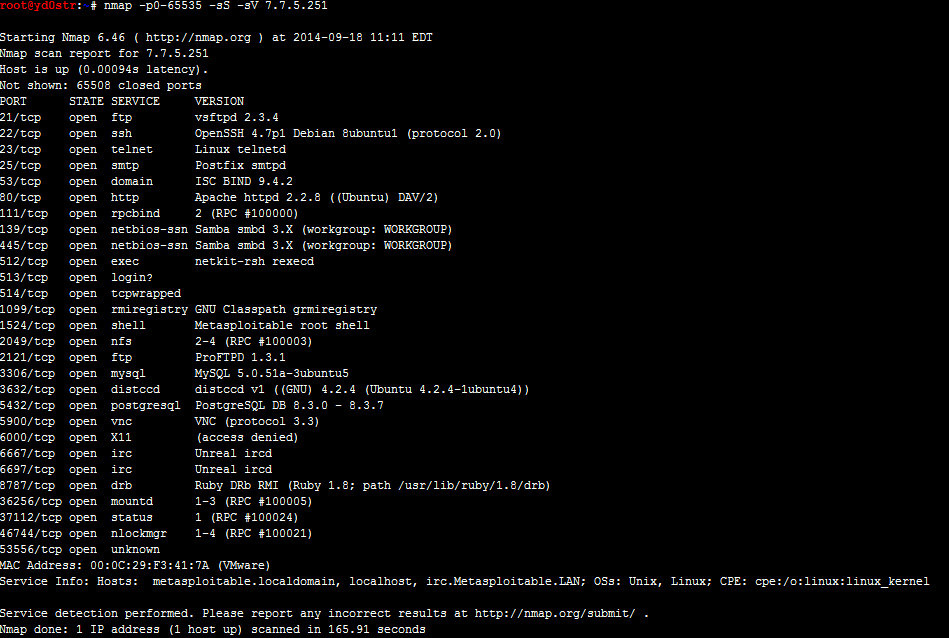 root@yd0str:~# nmap -p0-65535 -sS -sV 7.7.5.251
Starting Nmap 6.46 ( http://nmap.org ) at 2014-09-18 11:11 EDT
Nmap scan report for 7.7.5.251
Host is up (0.00094s latency).
Not shown: 65508 closed ports
PORT STATE SERVICE VERSION
21/tcp open ftp vsftpd 2.3.4
22/tcp open ssh OpenSSH 4.7p1 Debian 8ubuntu1 (protocol 2.0)
23/tcp open telnet Linux telnetd
25/tcp open smtp Postfix smtpd
53/tcp open domain ISC BIND 9.4.2
80/tcp open http Apache httpd 2.2.8 ((Ubuntu) DAV/2)
111/tcp open rpcbind 2 (RPC #100000)
139/tcp open netbios-ssn Samba smbd 3.X (workgroup: WORKGROUP)
445/tcp open netbios-ssn Samba smbd 3.X (workgroup: WORKGROUP)
512/tcp open exec netkit-rsh rexecd
513/tcp open login?
514/tcp open tcpwrapped
1099/tcp open rmiregistry GNU Classpath grmiregistry
1524/tcp open shell Metasploitable root shell
2049/tcp open nfs 2-4 (RPC #100003)
2121/tcp open ftp ProFTPD 1.3.1
3306/tcp open mysql MySQL 5.0.51a-3ubuntu5
3632/tcp open distccd distccd v1 ((GNU) 4.2.4 (Ubuntu 4.2.4-1ubuntu4))
5432/tcp open postgresql PostgreSQL DB 8.3.0 - 8.3.7
5900/tcp open vnc VNC (protocol 3.3)
6000/tcp open X11 (access denied)
6667/tcp open irc Unreal ircd
6697/tcp open irc Unreal ircd
8787/tcp open drb Ruby DRb RMI (Ruby 1.8; path /usr/lib/ruby/1.8/drb)
36256/tcp open mountd 1-3 (RPC #100005)
37112/tcp open status 1 (RPC #100024)
46744/tcp open nlockmgr 1-4 (RPC #100021)
53556/tcp open unknown
MAC Address: 00:0C:29:F3:41:7A (VMware)
Service Info: Hosts: metasploitable.localdomain, localhost, irc.Metasploitable.LAN; OSs: Unix, Linux; CPE: cpe:/o:linux:linux_kernel
Service detection performed. Please report any incorrect results at http://nmap.org/submit/ .
Nmap done: 1 IP address (1 host up) scanned in 165.91 seconds